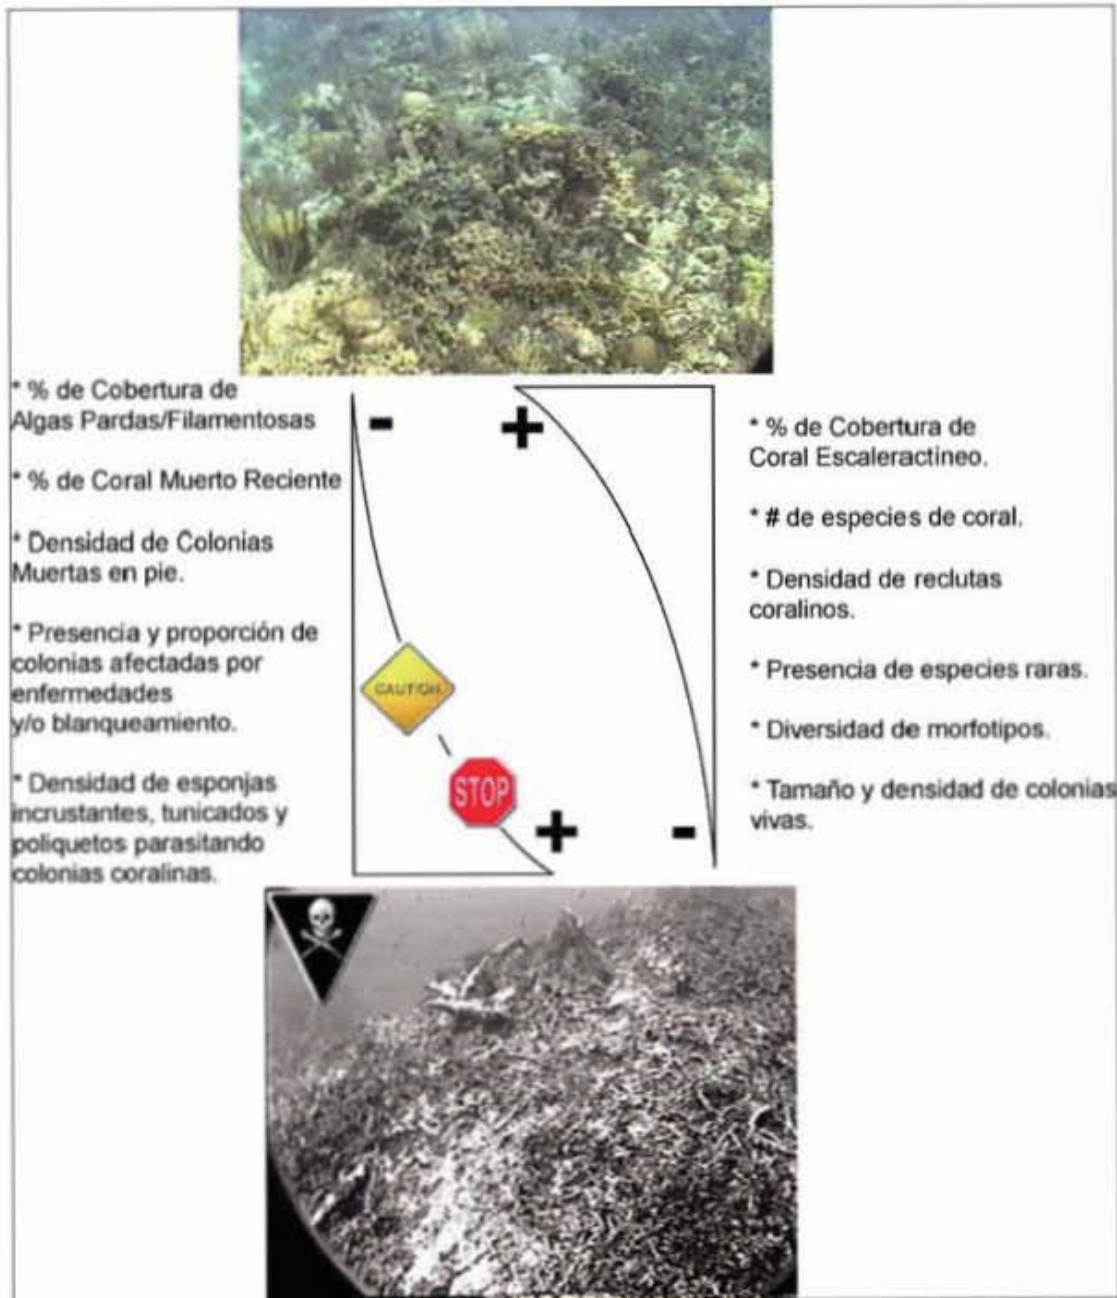 * % de Cobertura de
Algas Pardas/Filamentosas
* % de Coral Muerto Reciente
* Densidad de Colonias
Muertas en pie.
* Presencia y proporción de
colonias afectadas por
enfermedades
y/o blanqueamiento.
* Densidad de esponjas
incrustantes, tunicados y
poliquetos parasitando
colonias coralinas.
-
+
CAUTION
STOP
+
-
* % de Cobertura de
Coral Escaleractineo.
* # de especies de coral.
* Densidad de reclutas
coralinos.
* Presencia de especies raras.
* Diversidad de morfotipos.
* Tamaño y densidad de colonias
vivas.